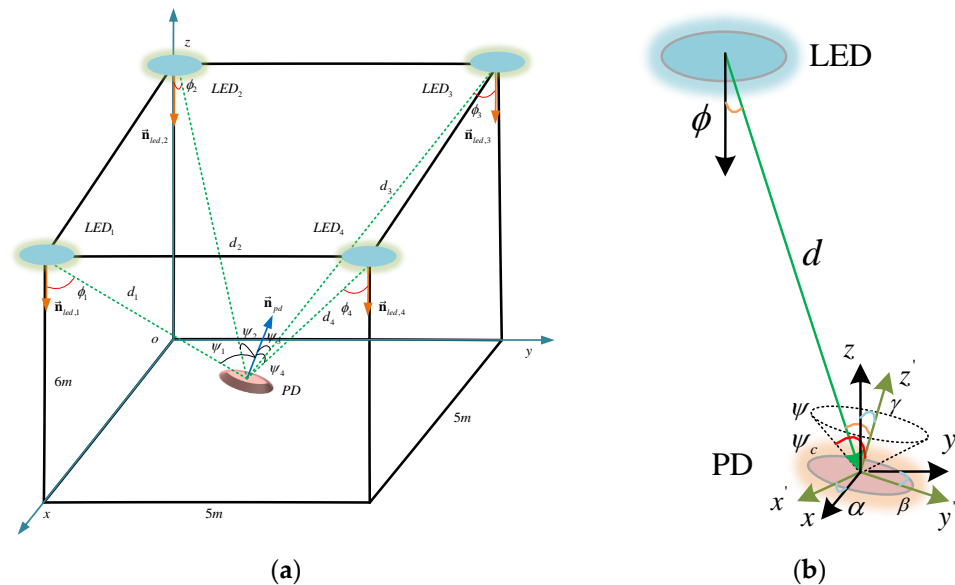 z
ϕ₂
LED₂
LED₃
ϕ₃
n⃗_{led,2}
n⃗_{led,3}
d₃
LED₁
LED₄
d₂
ϕ₁
d₁
n⃗_{led,1}
n⃗_{pd}
d₄
ϕ₄
n⃗_{led,4}
o
ψ₁
ψ₂
ψ₃
ψ₄
y
PD
6m
5m
x
5m
(a)
LED
ϕ
d
z
z'
γ
ψ
ψ_c
y
PD
x'
x
α
β
y'
(b)